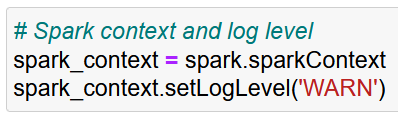 # Spark context and log level
spark_context = spark.sparkContext
spark_context.setLogLevel('WARN')